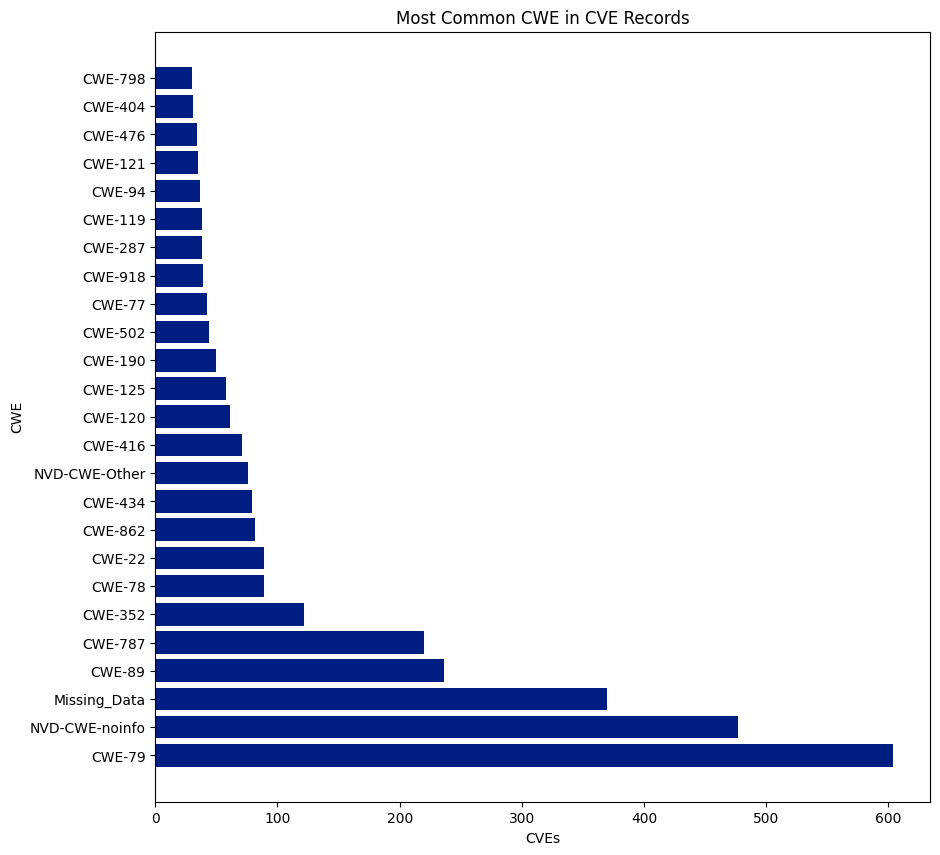 Most Common CWE in CVE Records
CWE-798
CWE-404
CWE-476
CWE-121
CWE-94
CWE-119
CWE-287
CWE-918
CWE-77
CWE-502
CWE-190
CWE-125
CWE-120
CWE-416
NVD-CWE-Other
CWE-434
CWE-862
CWE-22
CWE-78
CWE-352
CWE-787
CWE-89
Missing_Data
NVD-CWE-noinfo
CWE-79
CWE
0 100 200 300 400 500 600
CVEs